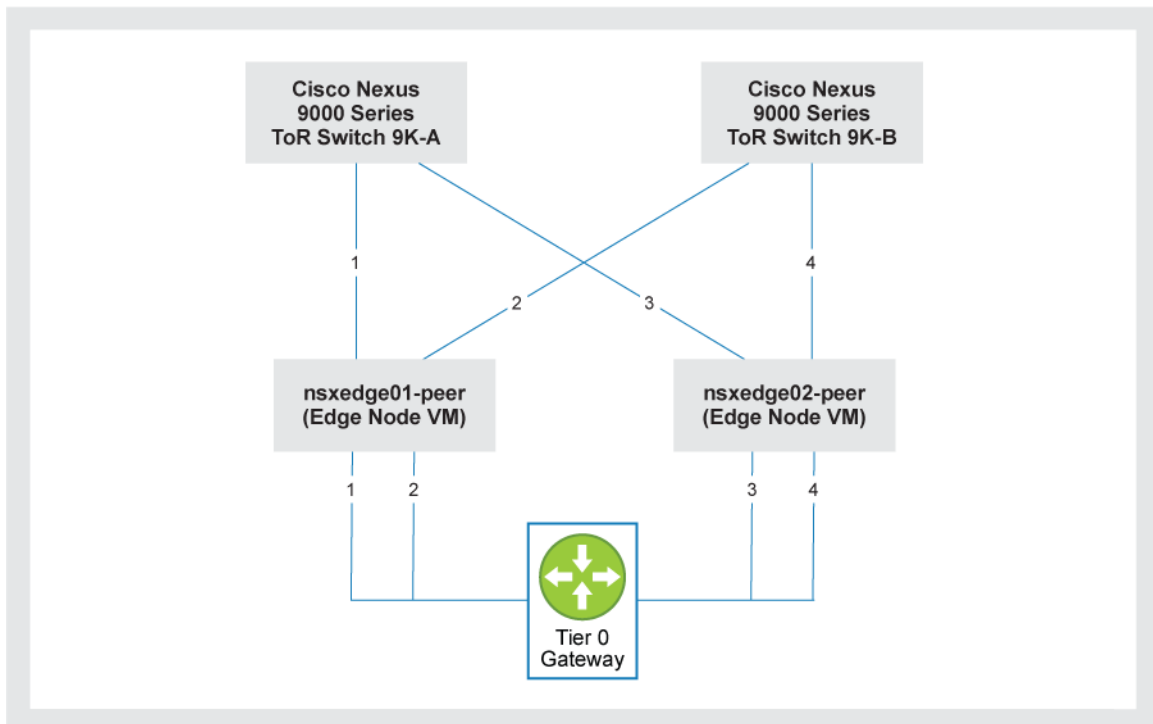 Cisco Nexus
9000 Series
ToR Switch 9K-A
Cisco Nexus
9000 Series
ToR Switch 9K-B
1
4
2
3
nsxedge01-peer
(Edge Node VM)
nsxedge02-peer
(Edge Node VM)
1
2
3
4
Tier 0
Gateway